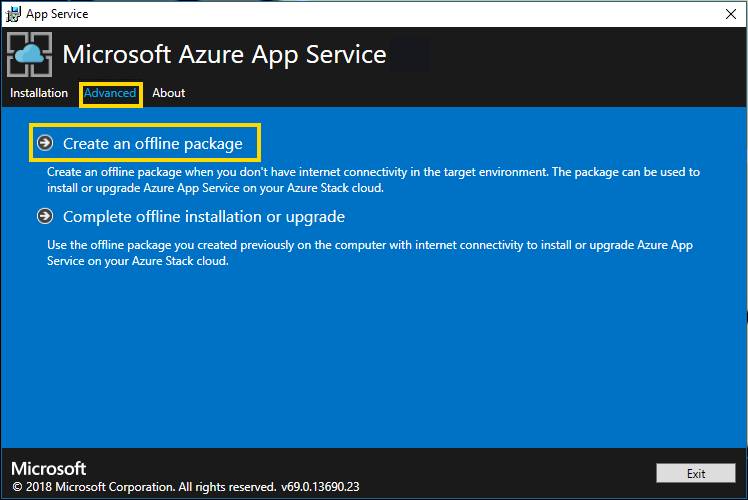 App Service
Microsoft Azure App Service
Installation Advanced About
Create an offline package
Create an offline package when you don't have internet connectivity in the target environment. The package can be used to
install or upgrade Azure App Service on your Azure Stack cloud.
Complete offline installation or upgrade
Use the offline package you created previously on the computer with internet connectivity to install or upgrade Azure App
Service on your Azure Stack cloud.
Microsoft
© 2018 Microsoft Corporation. All rights reserved. v69.0.13690.23
Exit